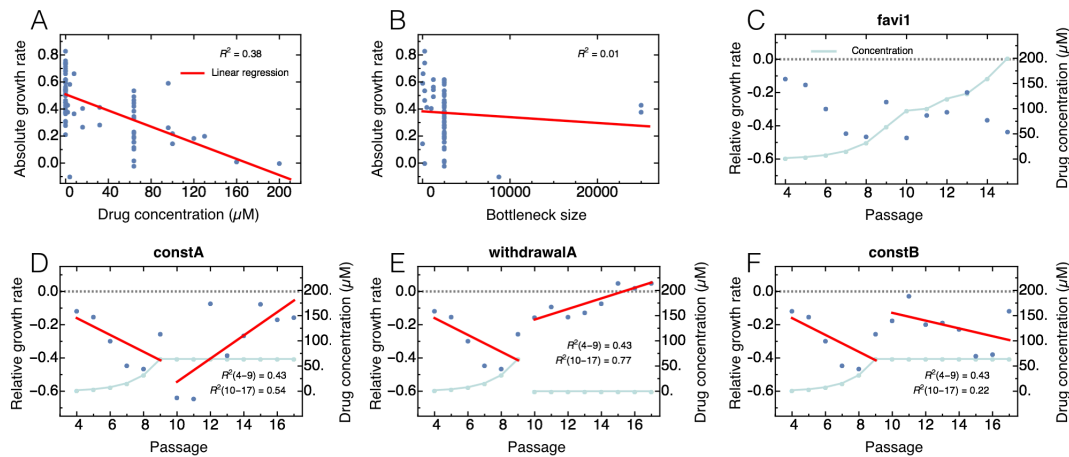 A
B
C
favi1
R² = 0.38
Linear regression
Absolute growth rate
0.8
0.6
0.4
0.2
0.0
0
40
80
120
160
200
Drug concentration (μM)
R² = 0.01
Absolute growth rate
0.8
0.6
0.4
0.2
0.0
0
10000
20000
Bottleneck size
Concentration
Relative growth rate
0.0
−0.2
−0.4
−0.6
200.
150.
100.
50.
0.
Drug concentration (μM)
4
6
8
10
12
14
Passage
D
constA
Relative growth rate
0.0
−0.2
−0.4
−0.6
200.
150.
100.
50.
0.
Drug concentration (μM)
R²(4−9) = 0.43
R²(10−17) = 0.54
4
6
8
10
12
14
16
Passage
E
withdrawalA
Relative growth rate
0.0
−0.2
−0.4
−0.6
200.
150.
100.
50.
0.
Drug concentration (μM)
R²(4−9) = 0.43
R²(10−17) = 0.77
4
6
8
10
12
14
16
Passage
F
constB
Relative growth rate
0.0
−0.2
−0.4
−0.6
200.
150.
100.
50.
0.
Drug concentration (μM)
R²(4−9) = 0.43
R²(10−17) = 0.22
4
6
8
10
12
14
16
Passage